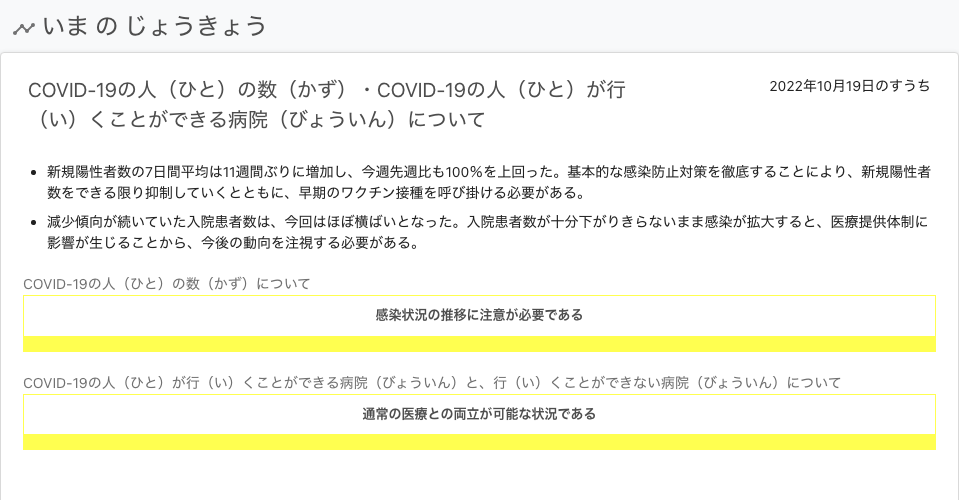 いま の じょうきょう
COVID-19の人（ひと）の数（かず）・COVID-19の人（ひと）が行
（い）くことができる病院（びょういん）について
2022年10月19日のすうち
• 新規陽性者数の7日間平均は11週間ぶりに増加し、今週先週比も100％を上回った。基本的な感染防止対策を徹底することにより、新規陽性者
数をできる限り抑制していくとともに、早期のワクチン接種を呼び掛ける必要がある。
• 減少傾向が続いていた入院患者数は、今回はほぼ横ばいとなった。入院患者数が十分下がりきらないまま感染が拡大すると、医療提供体制に
影響が生じることから、今後の動向を注視する必要がある。
COVID-19の人（ひと）の数（かず）について
感染状況の推移に注意が必要である
COVID-19の人（ひと）が行（い）くことができる病院（びょういん）と、行（い）くことができない病院（びょういん）について
通常の医療との両立が可能な状況である